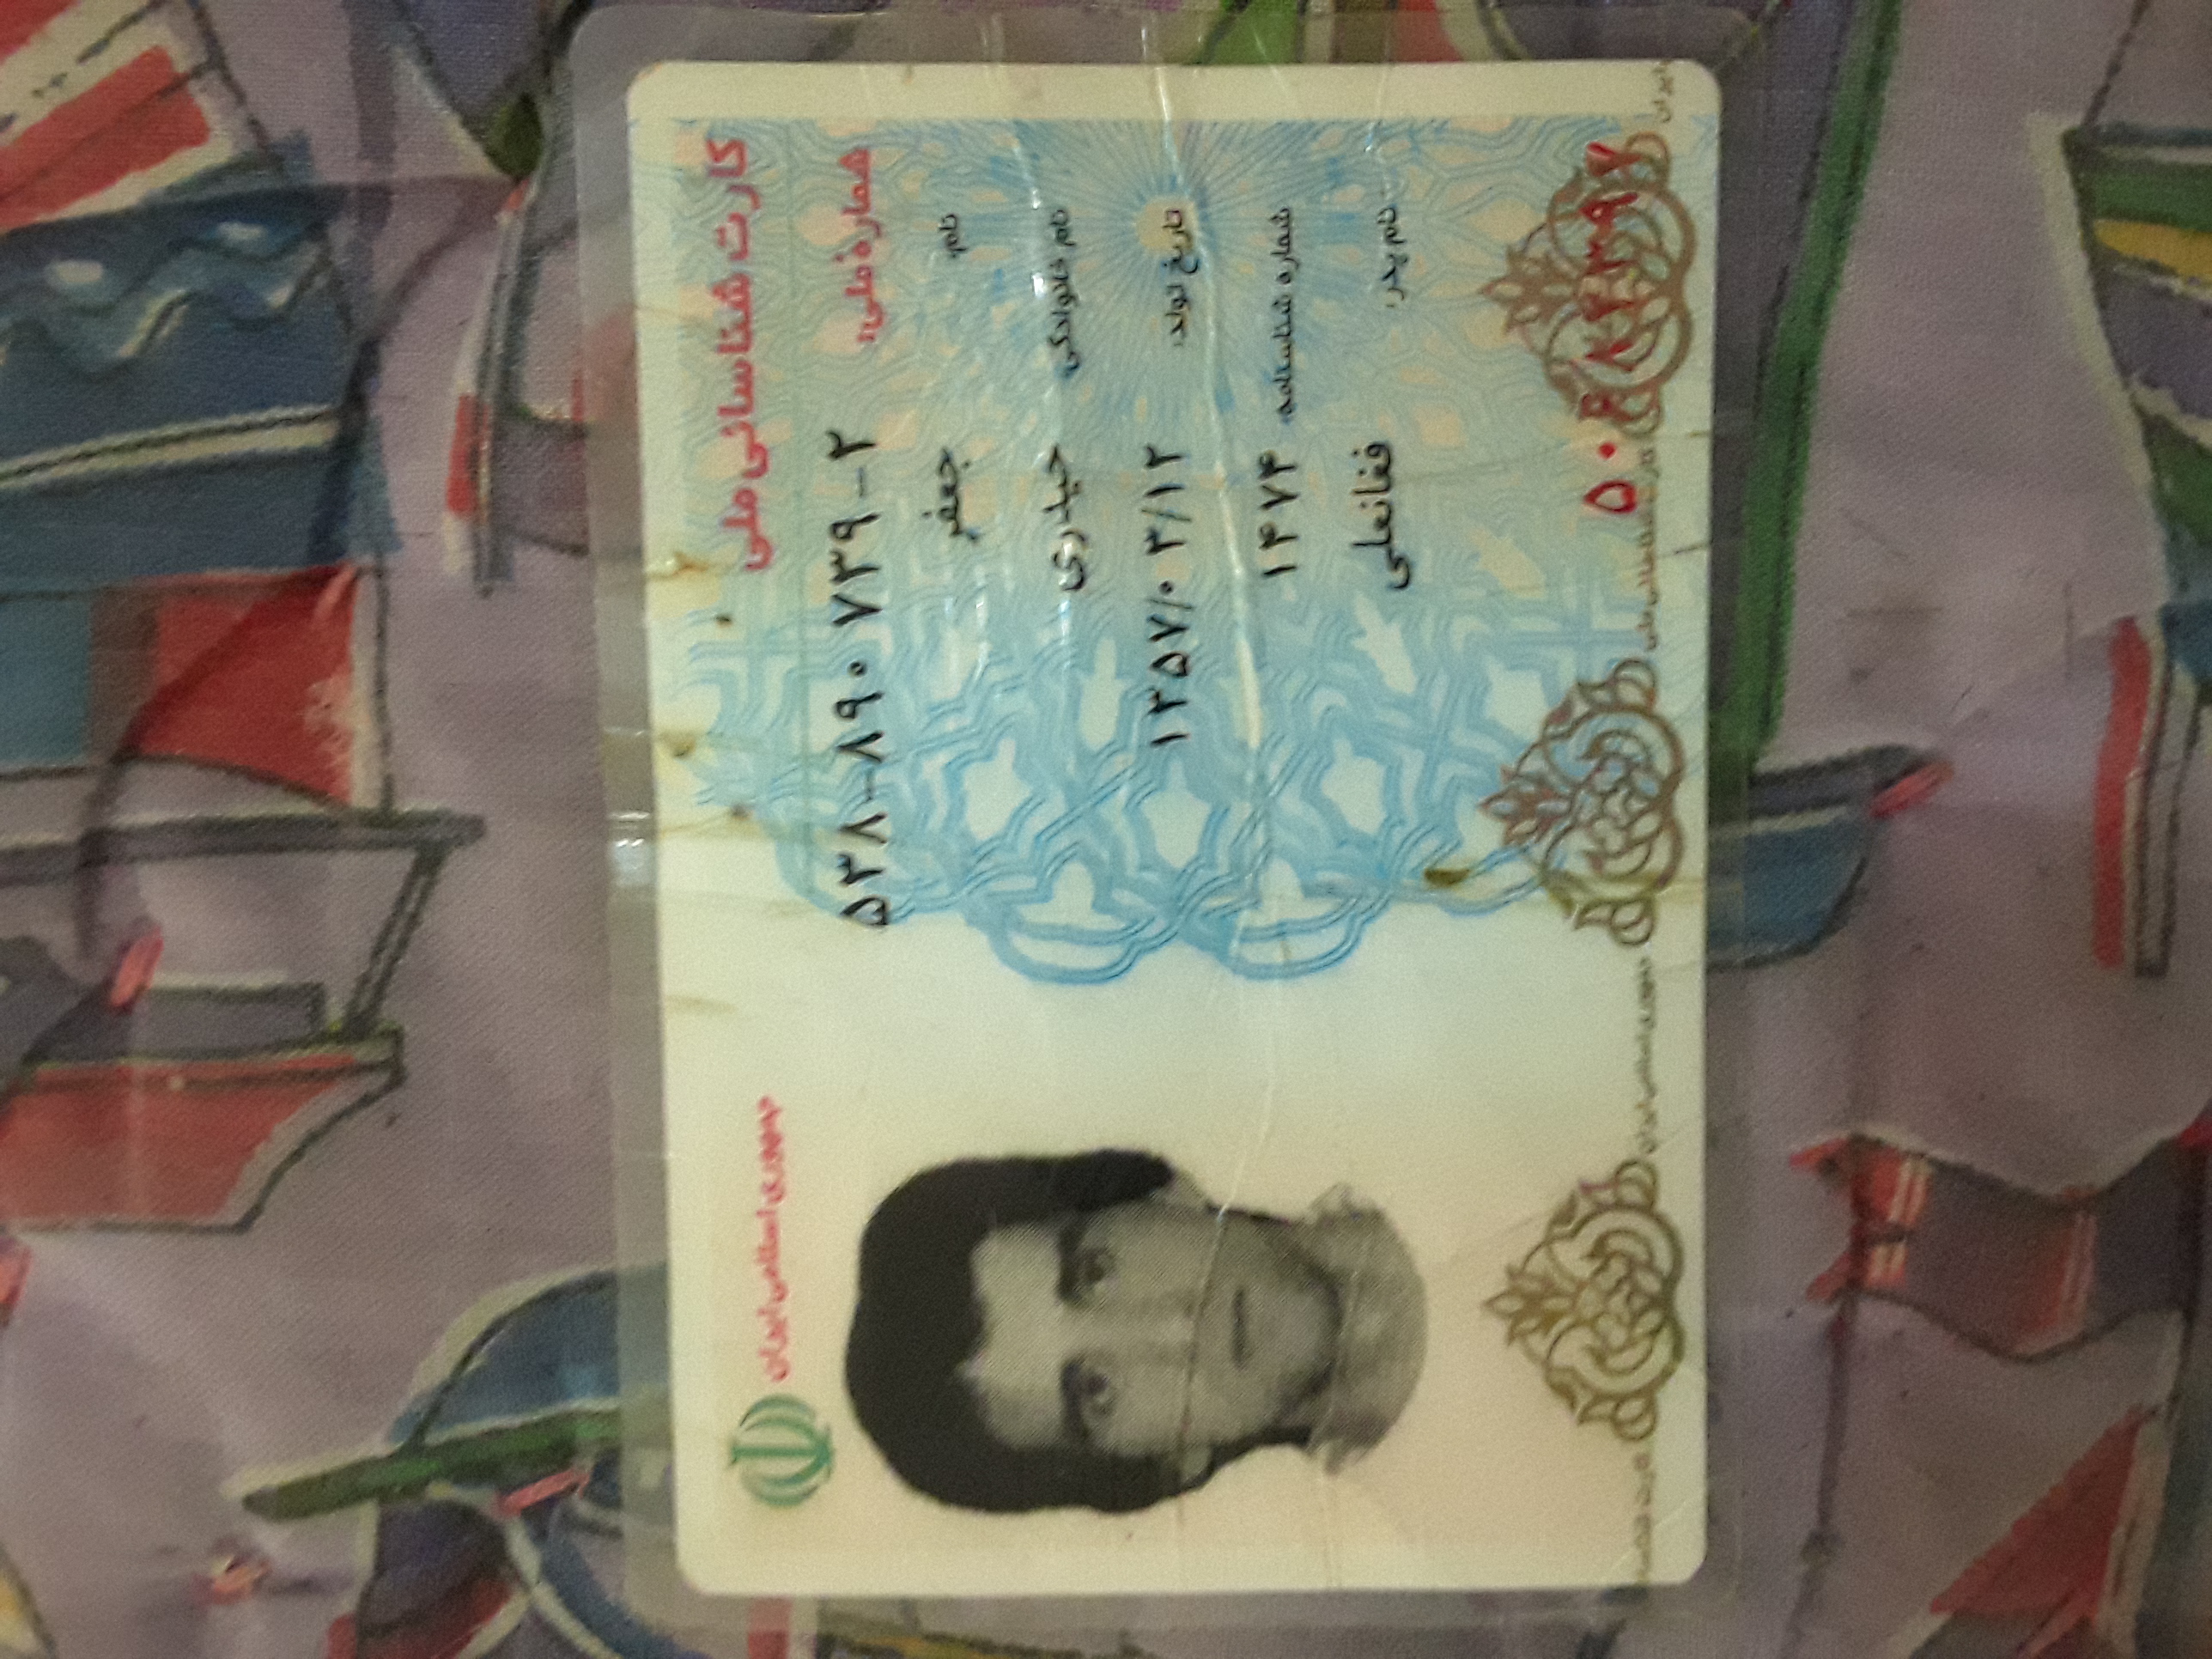 جمهوری اسلامی ایران
کارت شناسائی ملی
شمارهٔ ملی: ۵۳۸-۸۹۰۷۳۹-۲
نام: جعفر
نام خانوادگی: حیدری
تاریخ تولد: ۱۳۵۷/۰۳/۱۲
شماره شناسنامه: ۱۴۷۴
نام پدر: فغانعلی
جمهوری اسلامی ایران کارت شناسائی ملی